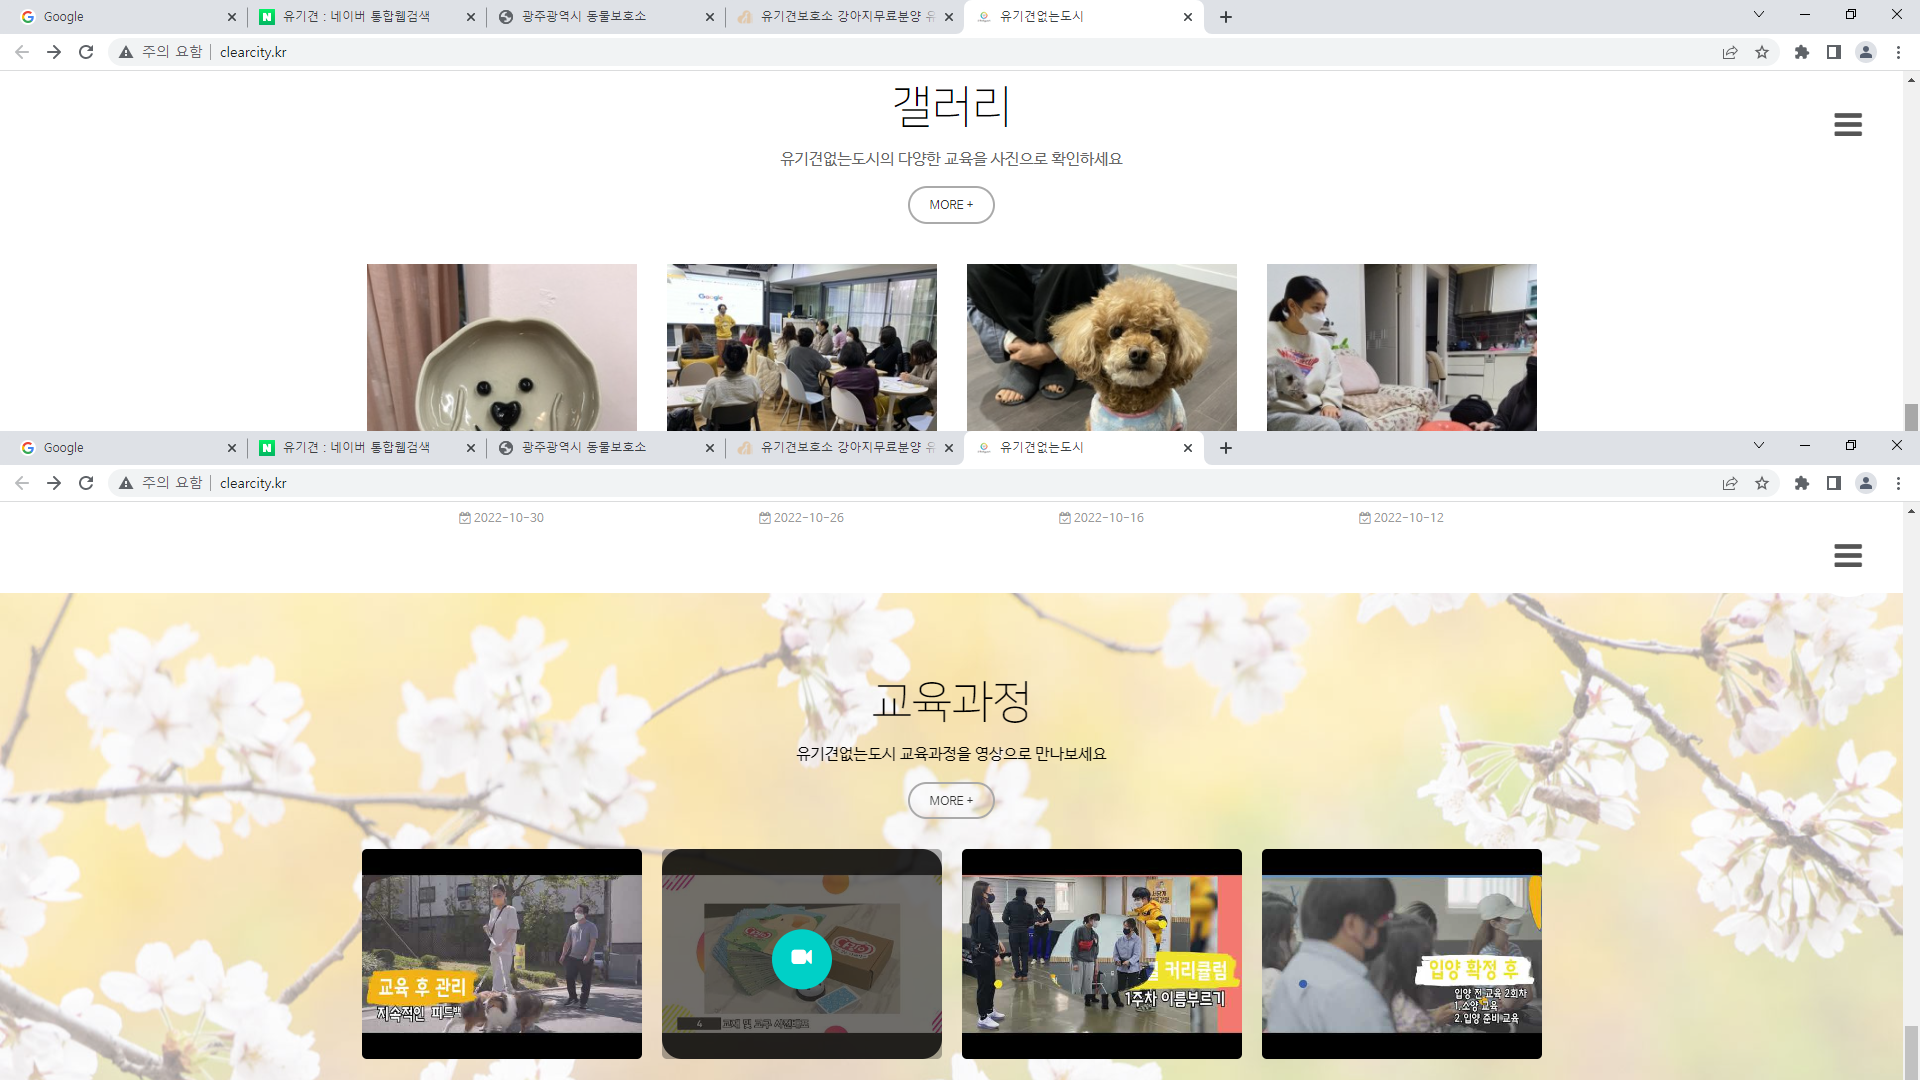 Google
유기견 : 네이버 통합웹검색
광주광역시 동물보호소
유기견보호소 강아지무료분양 유
유기견없는도시
주의 요함
clearcity.kr
갤러리
유기견없는도시의 다양한 교육을 사진으로 확인하세요
MORE +
Google
Google
유기견 : 네이버 통합웹검색
광주광역시 동물보호소
유기견보호소 강아지무료분양 유
유기견없는도시
주의 요함
clearcity.kr
2022-10-30
2022-10-26
2022-10-16
2022-10-12
교육과정
유기견없는도시 교육과정을 영상으로 만나보세요
MORE +
교육 후 관리
지속적인 피드백
4
교재 및 교구 사전배포
커리큘럼
1주차 이름부르기
입양 확정 후
입양 전 교육 2회차
1.소양 교육
2.입양 준비 교육